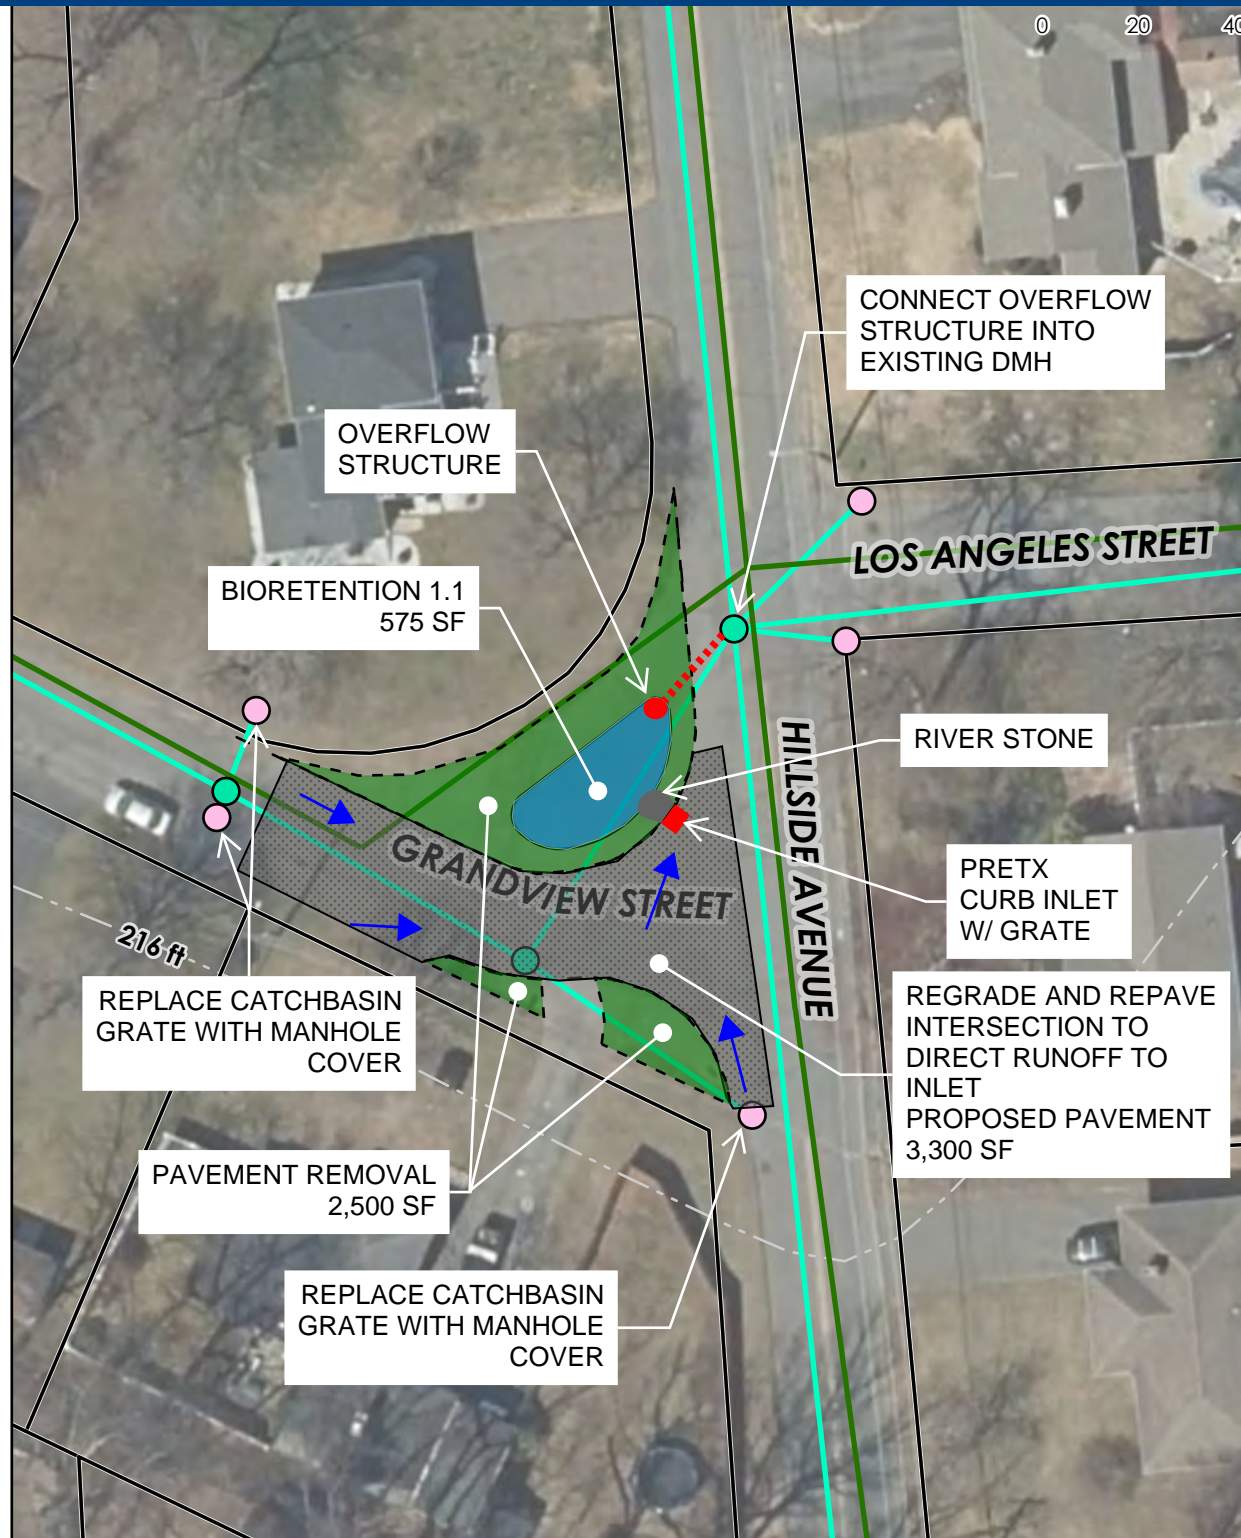 0 20 40
CONNECT OVERFLOW
STRUCTURE INTO
EXISTING DMH
OVERFLOW
STRUCTURE
LOS ANGELES STREET
BIORETENTION 1.1
575 SF
HILLSIDE AVENUE
RIVER STONE
GRANDVIEW STREET
PRETX
CURB INLET
W/ GRATE
216 ft
REPLACE CATCHBASIN
GRATE WITH MANHOLE
COVER
REGRADE AND REPAVE
INTERSECTION TO
DIRECT RUNOFF TO
INLET
PROPOSED PAVEMENT
3,300 SF
PAVEMENT REMOVAL
2,500 SF
REPLACE CATCHBASIN
GRATE WITH MANHOLE
COVER